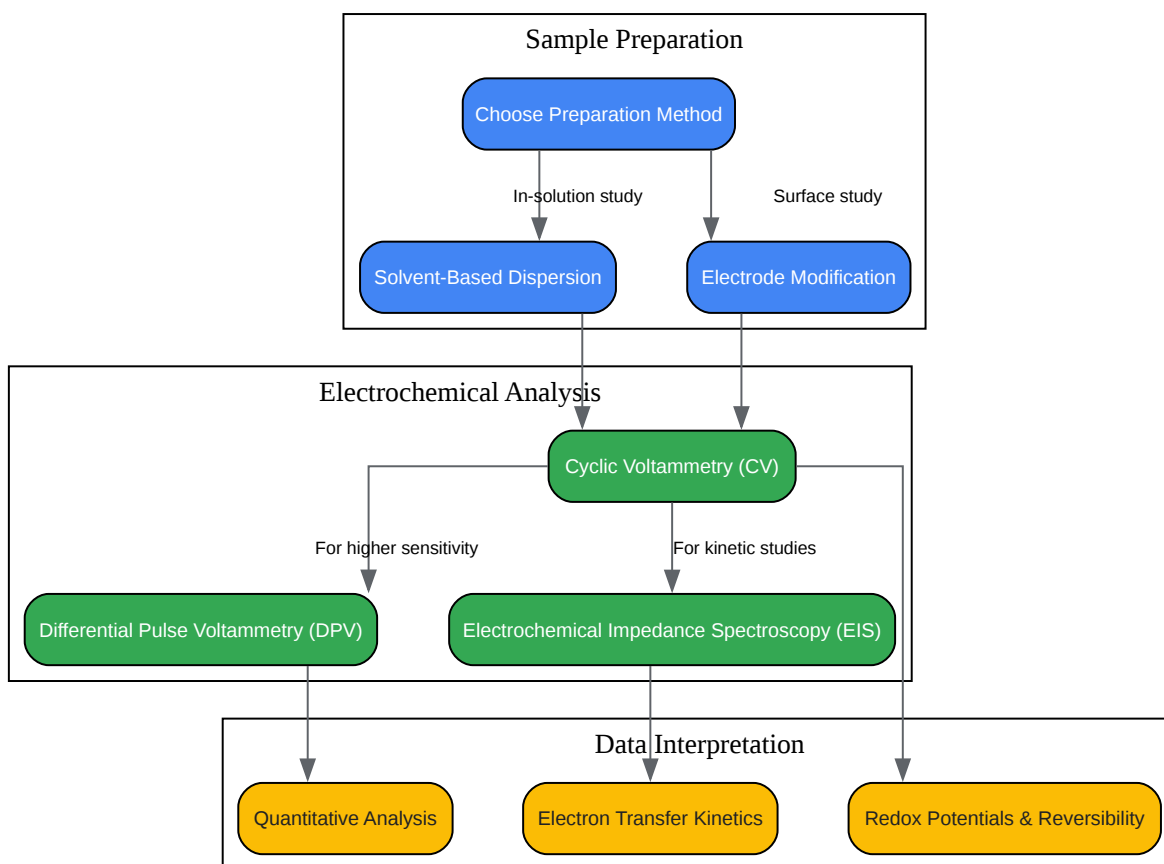 Sample Preparation
Choose Preparation Method
In-solution study
Surface study
Solvent-Based Dispersion
Electrode Modification
Electrochemical Analysis
Cyclic Voltammetry (CV)
For higher sensitivity
For kinetic studies
Differential Pulse Voltammetry (DPV)
Electrochemical Impedance Spectroscopy (EIS)
Data Interpretation
Quantitative Analysis
Electron Transfer Kinetics
Redox Potentials & Reversibility